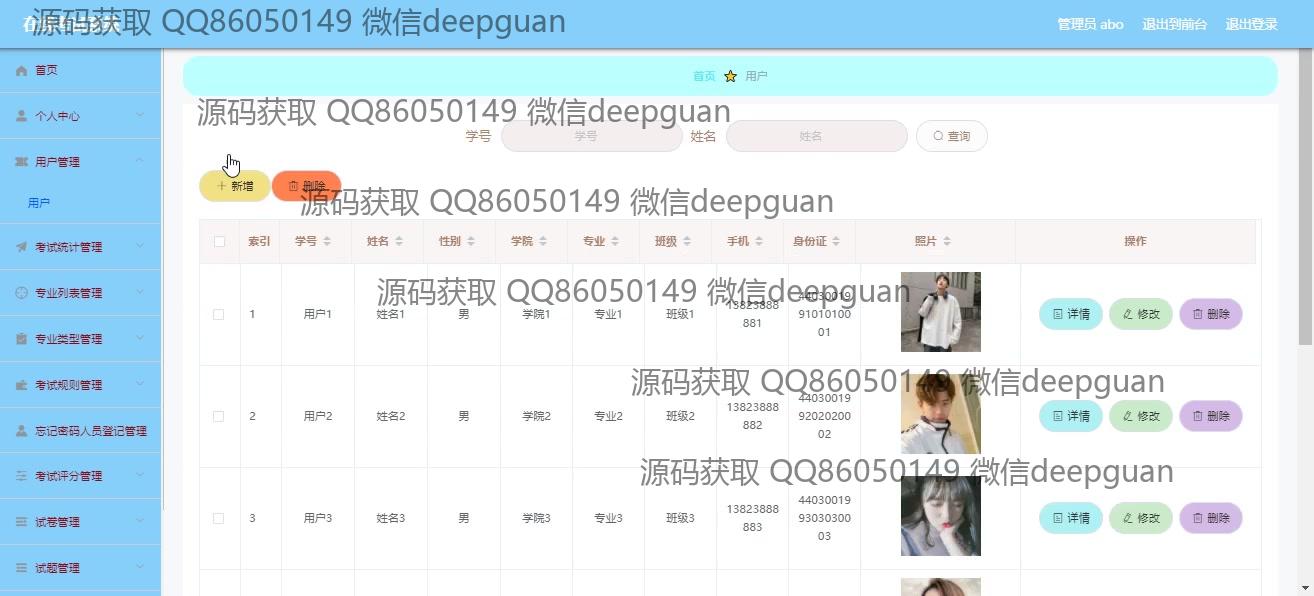 源码获取 QQ86050149 微信deepguan
管理员 abo 退出到前台 退出登录
首页
个人中心
用户管理
用户
考试统计管理
专业列表管理
专业类型管理
考试规则管理
忘记密码人员登记管理
考试评分管理
试卷管理
试题管理
首页 用户
源码获取 QQ86050149 微信deepguan
学号 学号 姓名 姓名 查询
新增 删除
源码获取 QQ86050149 微信deepguan
索引 学号 姓名 性别 学院 专业 班级 手机 身份证 照片 操作
源码获取 QQ86050149 微信deepguan
1 用户1 姓名1 男 学院1 专业1 班级1 13823888881 440300199101010001 详情 修改 删除
源码获取 QQ86050149 微信deepguan
2 用户2 姓名2 男 学院2 专业2 班级2 13823888882 440300199202020002 详情 修改 删除
源码获取 QQ86050149 微信deepguan
3 用户3 姓名3 男 学院3 专业3 班级3 13823888883 440300199303030003 详情 修改 删除